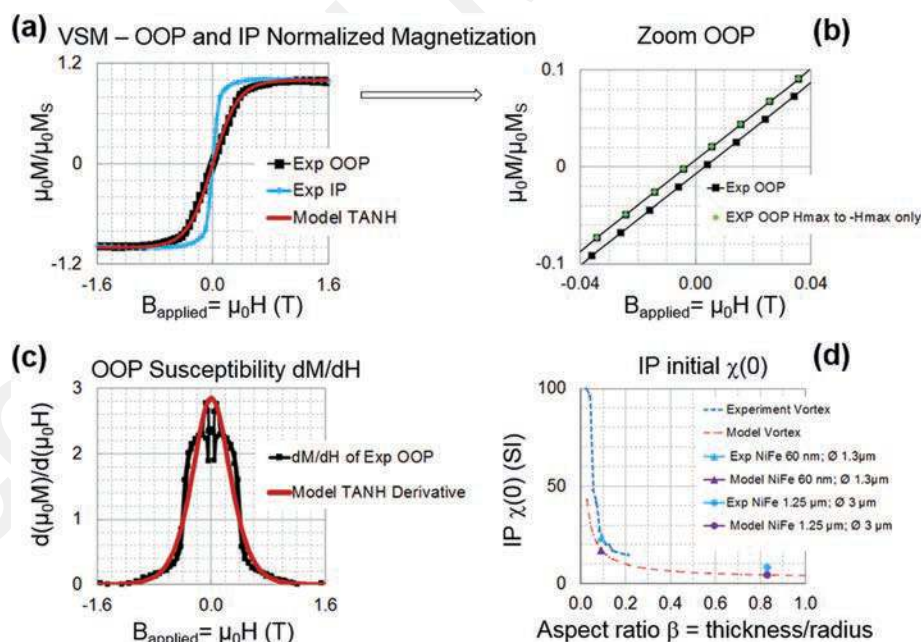 (a)
VSM – OOP and IP Normalized Magnetization
1.2
0
-1.2
μ₀M/μ₀Mₛ
Exp OOP
Exp IP
Model TANH
-1.6
0.0
1.6
B_applied= μ₀H (T)
Zoom OOP
(b)
0.1
0
-0.1
μ₀M/μ₀Mₛ
Exp OOP
EXP OOP Hmax to -Hmax only
-0.04
0.00
0.04
B_applied= μ₀H (T)
(c)
OOP Susceptibility dM/dH
3
2
1
0
d(μ₀M)/d(μ₀H)
dM/dH of Exp OOP
Model TANH Derivative
-1.6
0.0
1.6
B_applied= μ₀H (T)
IP initial χ(0)
(d)
100
50
0
IP χ(0) (SI)
Experiment Vortex
Model Vortex
Exp NiFe 60 nm; Ø 1.3μm
Model NiFe 60 nm; Ø 1.3μm
Exp NiFe 1.25 μm; Ø 3 μm
Model NiFe 1.25 μm; Ø 3 μm
0.0
0.2
0.4
0.6
0.8
1.0
Aspect ratio β = thickness/radius